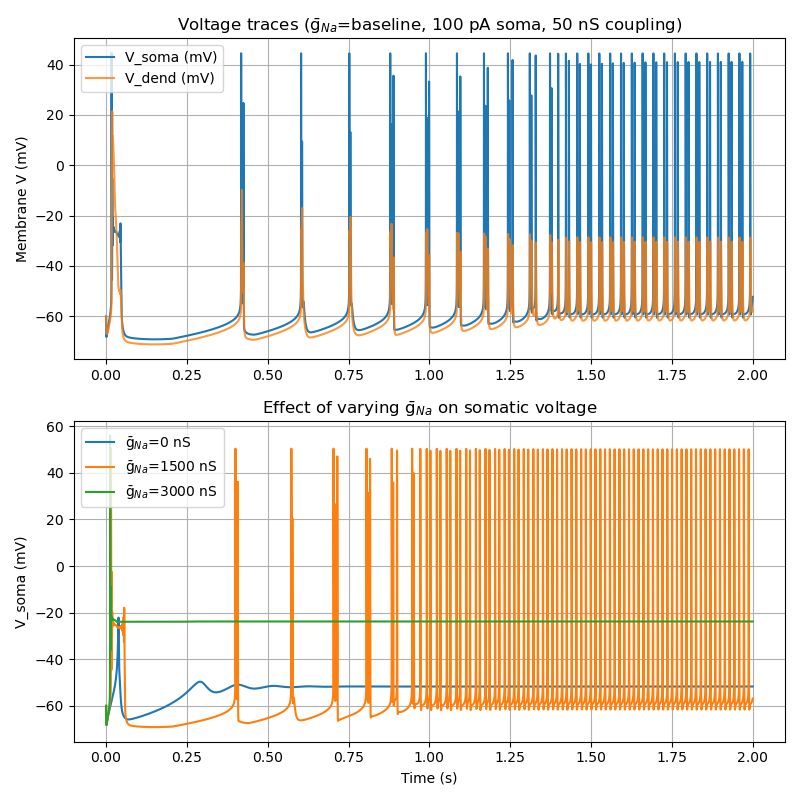 Voltage traces (ḡNa=baseline, 100 pA soma, 50 nS coupling)
V_soma (mV)
V_dend (mV)
Membrane V (mV)
40
20
0
−20
−40
−60
0.00 0.25 0.50 0.75 1.00 1.25 1.50 1.75 2.00
Effect of varying ḡNa on somatic voltage
ḡNa=0 nS
ḡNa=1500 nS
ḡNa=3000 nS
V_soma (mV)
60
40
20
0
−20
−40
−60
0.00 0.25 0.50 0.75 1.00 1.25 1.50 1.75 2.00
Time (s)